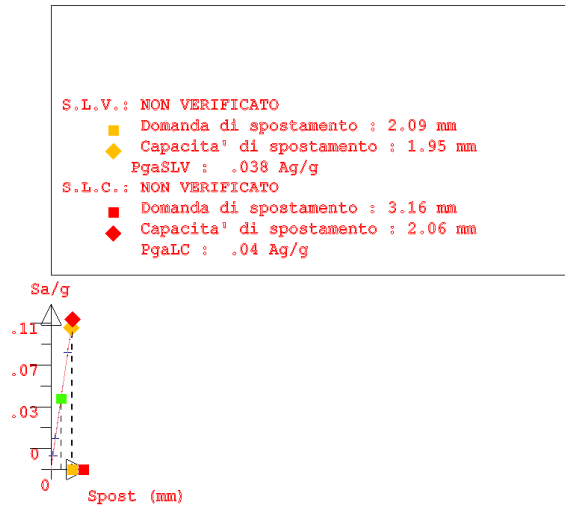 S.L.V.: NON VERIFICATO
Domanda di spostamento : 2.09 mm
Capacita' di spostamento : 1.95 mm
PgaSLV : .038 Ag/g
S.L.C.: NON VERIFICATO
Domanda di spostamento : 3.16 mm
Capacita' di spostamento : 2.06 mm
PgaLC : .04 Ag/g
Sa/g
.11
.07
.03
0
0
Spost (mm)